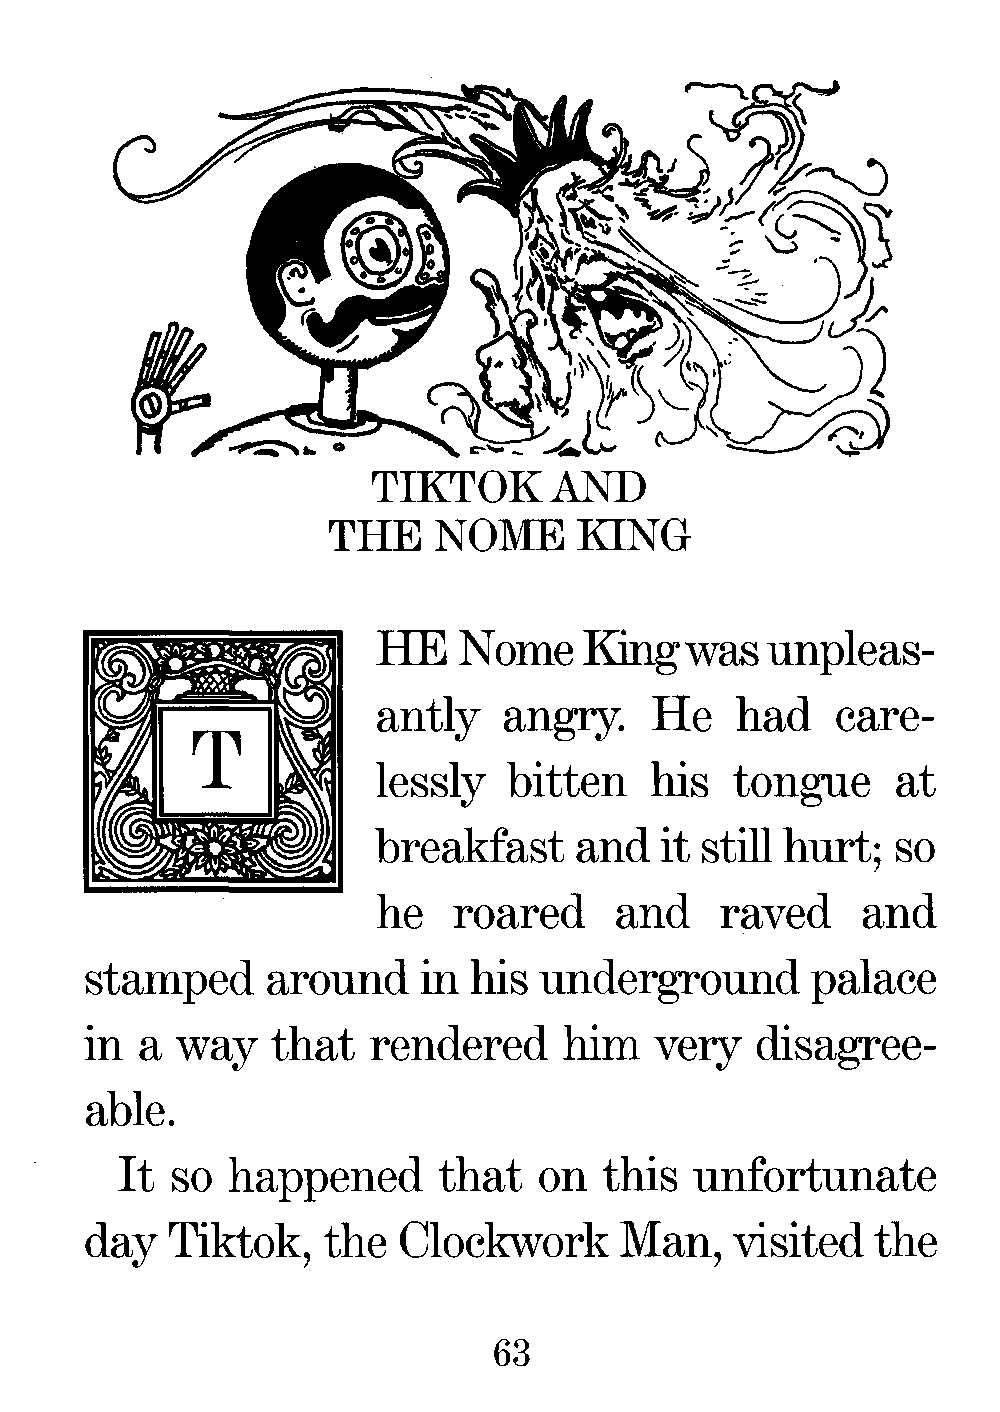 TIKTOK AND
THE NOME KING
THE Nome King was unpleas-
antly angry. He had care-
lessly bitten his tongue at
breakfast and it still hurt; so
he roared and raved and
stamped around in his underground palace
in a way that rendered him very disagree-
able.
It so happened that on this unfortunate
day Tiktok, the Clockwork Man, visited the
63